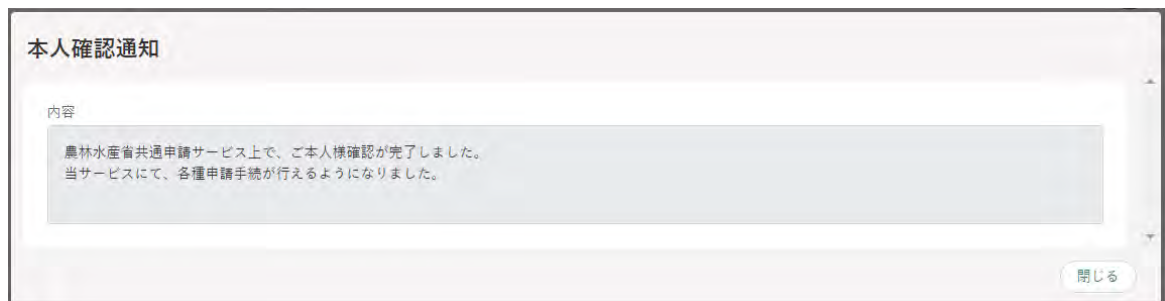 本人確認通知
内容
農林水産省共通申請サービス上で、ご本人様確認が完了しました。
当サービスにて、各種申請手続が行えるようになりました。
閉じる